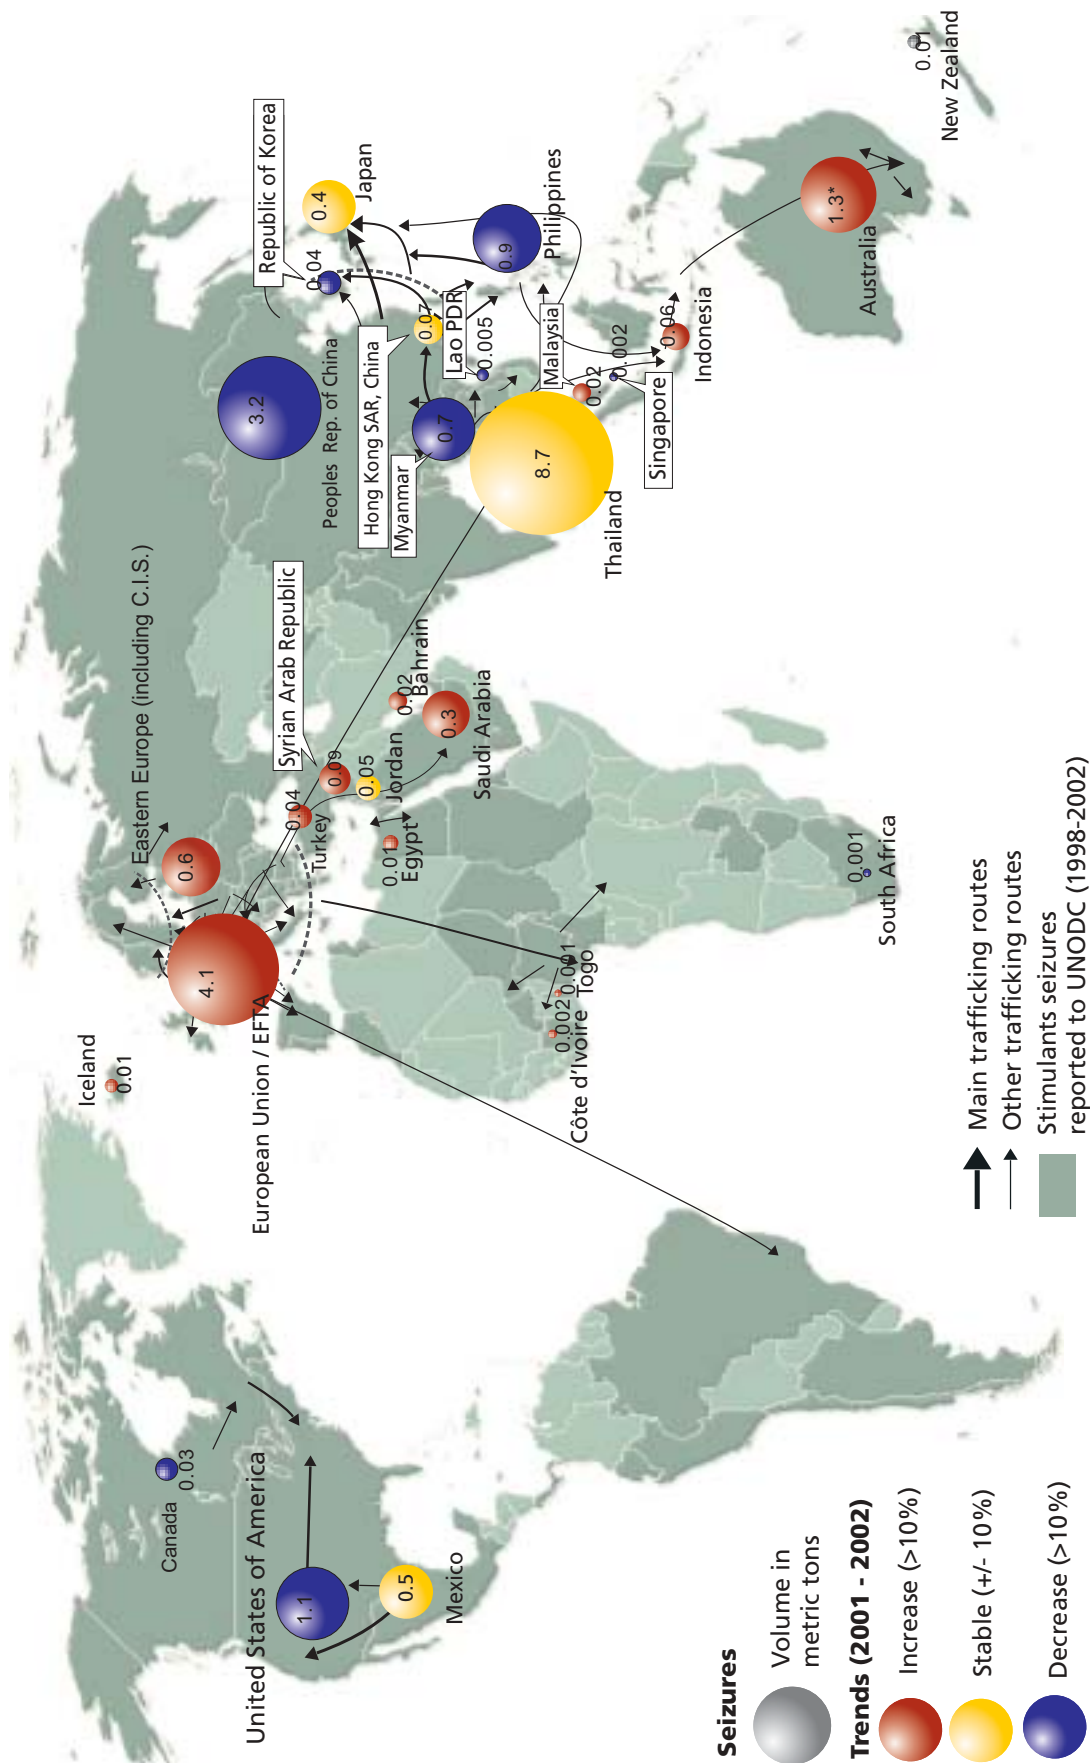 Iceland
0.01
Eastern Europe (including C.I.S.)
0.6
4.1
European Union / EFTA
Canada
0.03
United States of America
1.1
0.5
Mexico
Turkey
0.04
Syrian Arab Republic
0.09
0.05
Jordan
0.01
Egypt
0.02
Bahrain
0.3
Saudi Arabia
3.2
Peoples Rep. of China
Republic of Korea
0.04
0.4
Japan
Hong Kong SAR, China
0.07
Myanmar
0.7
Lao PDR
0.005
0.9
Philippines
8.7
Thailand
Malaysia
0.02
Singapore
0.002
0.06
Indonesia
1.3*
Australia
0.01
New Zealand
0.002
Côte d'Ivoire
0.001
Togo
0.001
South Africa
Seizures
Volume in
metric tons
Trends (2001 - 2002)
Increase (>10%)
Stable (+/- 10%)
Decrease (>10%)
Main trafficking routes
Other trafficking routes
Stimulants seizures
reported to UNODC (1998-2002)